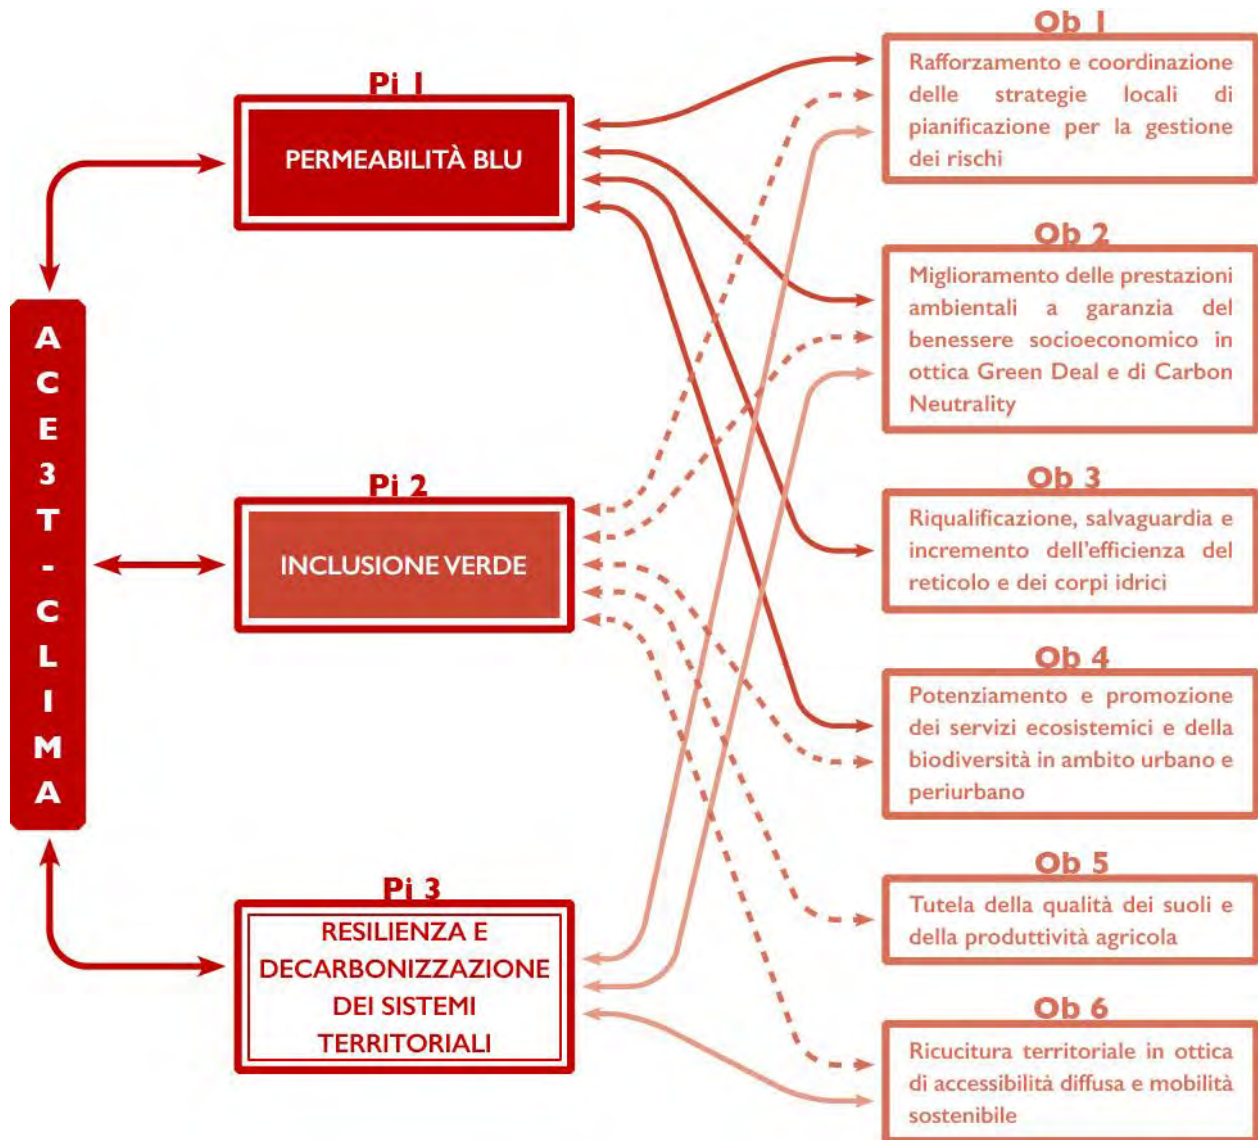 ACE3T-CLIMA
Pi 1
PERMEABILITÀ BLU
Pi 2
INCLUSIONE VERDE
Pi 3
RESILIENZA E
DECARBONIZZAZIONE
DEI SISTEMI
TERRITORIALI
Ob 1
Rafforzamento e coordinazione
delle strategie locali di
pianificazione per la gestione
dei rischi
Ob 2
Miglioramento delle prestazioni
ambientali a garanzia del
benessere socioeconomico in
ottica Green Deal e di Carbon
Neutrality
Ob 3
Riqualificazione, salvaguardia e
incremento dell'efficienza del
reticolo e dei corpi idrici
Ob 4
Potenziamento e promozione
dei servizi ecosistemici e della
biodiversità in ambito urbano e
periurbano
Ob 5
Tutela della qualità dei suoli e
della produttività agricola
Ob 6
Ricucitura territoriale in ottica
di accessibilità diffusa e mobilità
sostenibile